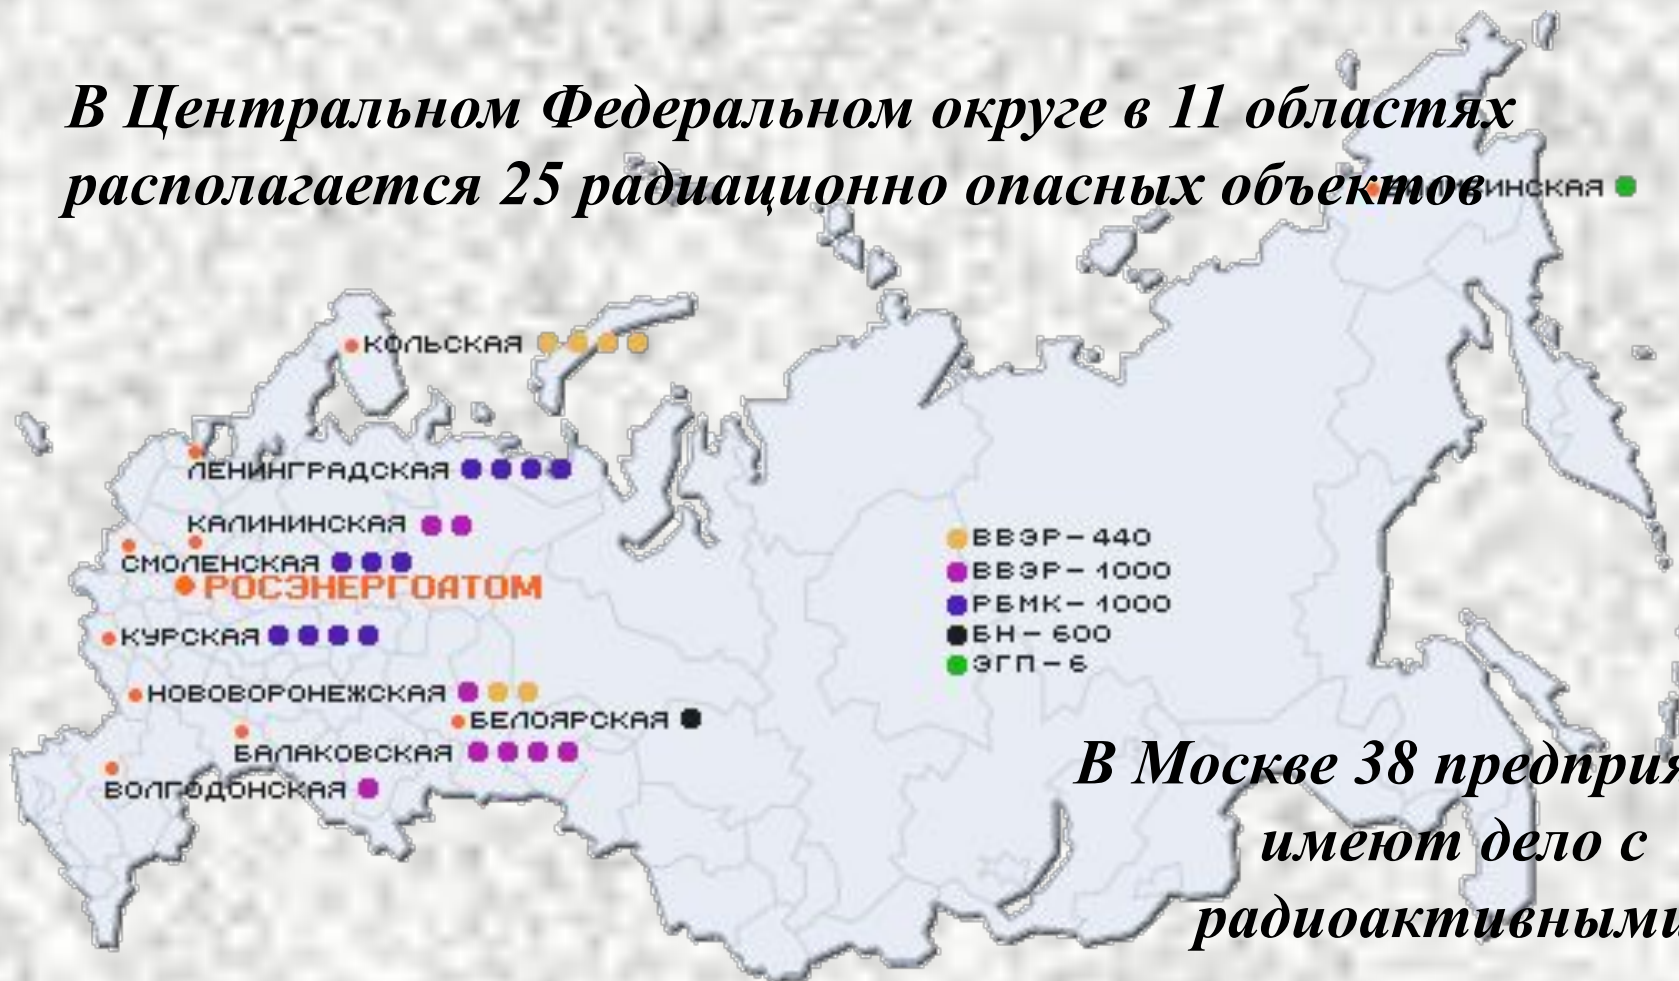 В Центральном Федеральном округе в 11 областях
располагается 25 радиационно опасных объектов
КОЛЬСКАЯ
ЛЕНИНГРАДСКАЯ
КАЛИНИНСКАЯ
СМОЛЕНСКАЯ
РОСЭНЕРГОАТОМ
КУРСКАЯ
НОВОВОРОНЕЖСКАЯ
БЕЛОЯРСКАЯ
БАЛАКОВСКАЯ
ВОЛГОДОНСКАЯ
ВВЭР-440
ВВЭР-1000
РБМК-1000
БН-600
ЭГП-6
В Москве 38
имеют дело с
радиоактивными